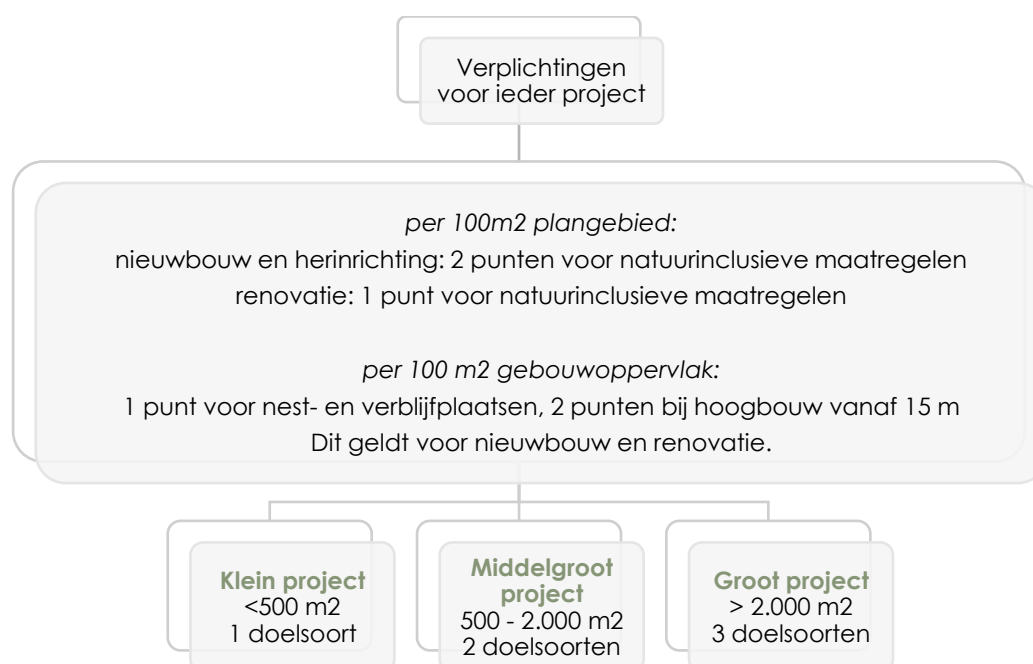 Verplichtingen
voor ieder project
per 100m2 plangebied:
nieuwbouw en herinrichting: 2 punten voor natuurinclusieve maatregelen
renovatie: 1 punt voor natuurinclusieve maatregelen
per 100 m2 gebouwoppervlak:
1 punt voor nest- en verblijfplaatsen, 2 punten bij hoogbouw vanaf 15 m
Dit geldt voor nieuwbouw en renovatie.
Klein project
<500 m2
1 doelsoort
Middelgroot
project
500 - 2.000 m2
2 doelsoorten
Groot project
> 2.000 m2
3 doelsoorten